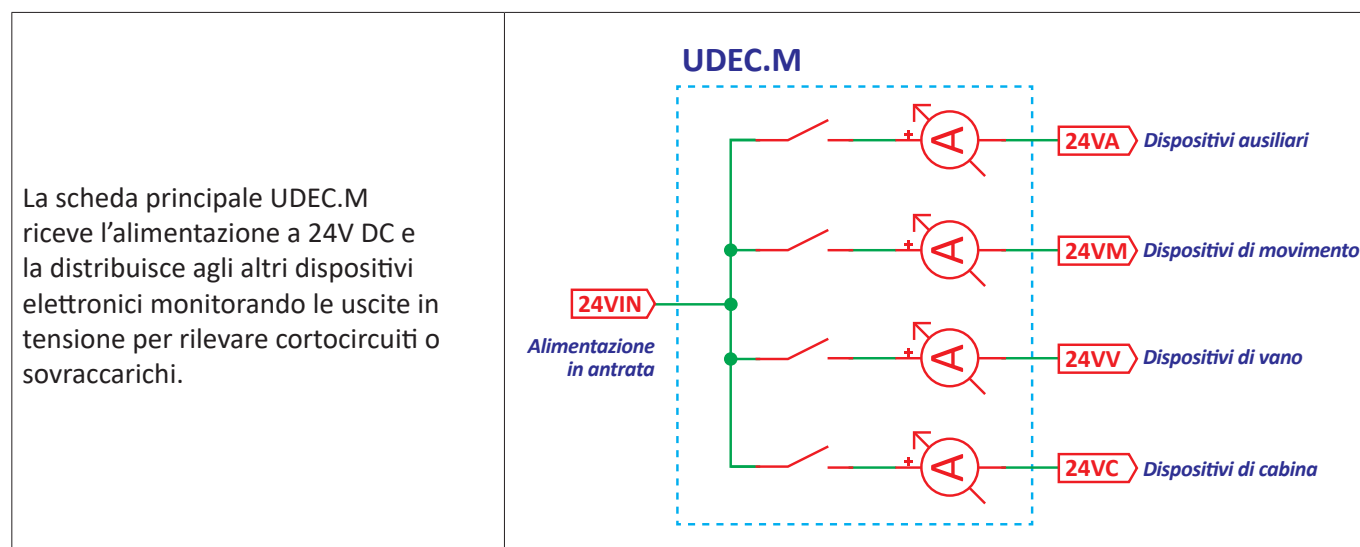 La scheda principale UDEC.M
riceve l’alimentazione a 24V DC e
la distribuisce agli altri dispositivi
elettronici monitorando le uscite in
tensione per rilevare cortocircuiti o
sovraccarichi.
UDEC.M
A
+
24VA
Dispositivi ausiliari
A
+
24VM
Dispositivi di movimento
24VIN
Alimentazione
in antrata
A
+
24VV
Dispositivi di vano
A
+
24VC
Dispositivi di cabina